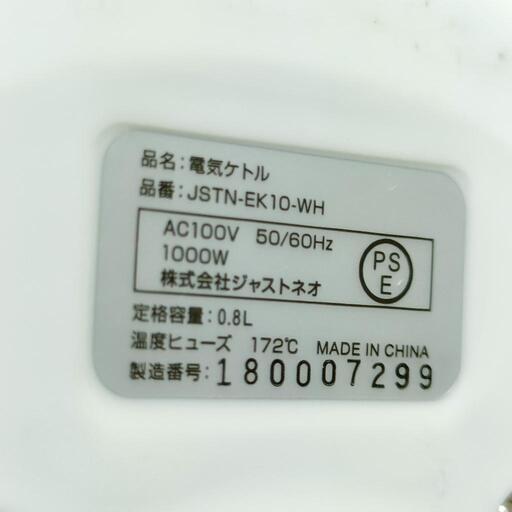 品名：電気ケトル
品番：JSTN-EK10-WH
AC100V 50/60Hz
1000W
株式会社ジャストネオ
PS
E
定格容量：0.8L
温度ヒューズ 172℃ MADE IN CHINA
製造番号：180007299